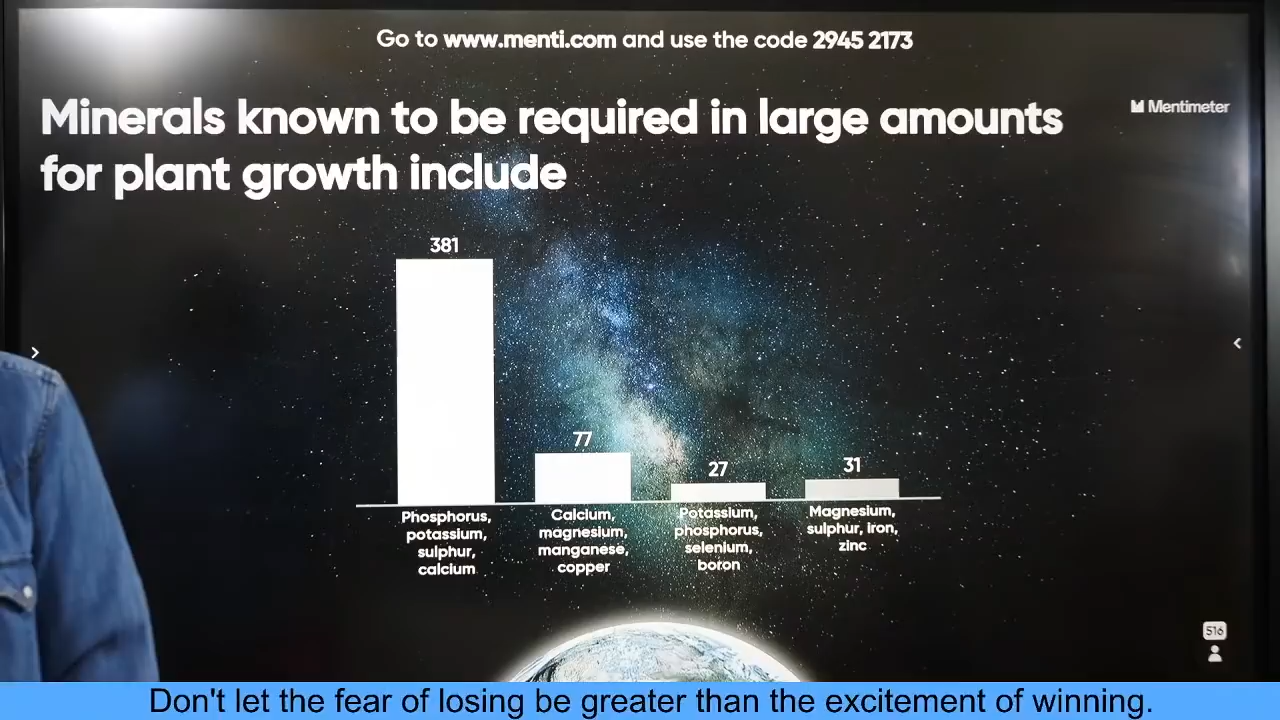 Go to www.menti.com and use the code 2945 2173
Mentimeter
Minerals known to be required in large amounts
for plant growth include
381
77
27
31
Phosphorus,
potassium,
sulphur,
calcium
Calcium,
magnesium,
manganese,
copper
Potassium,
phosphorus,
selenium,
boron
Magnesium,
sulphur, iron,
zinc
516
Don't let the fear of losing be greater than the excitement of winning.